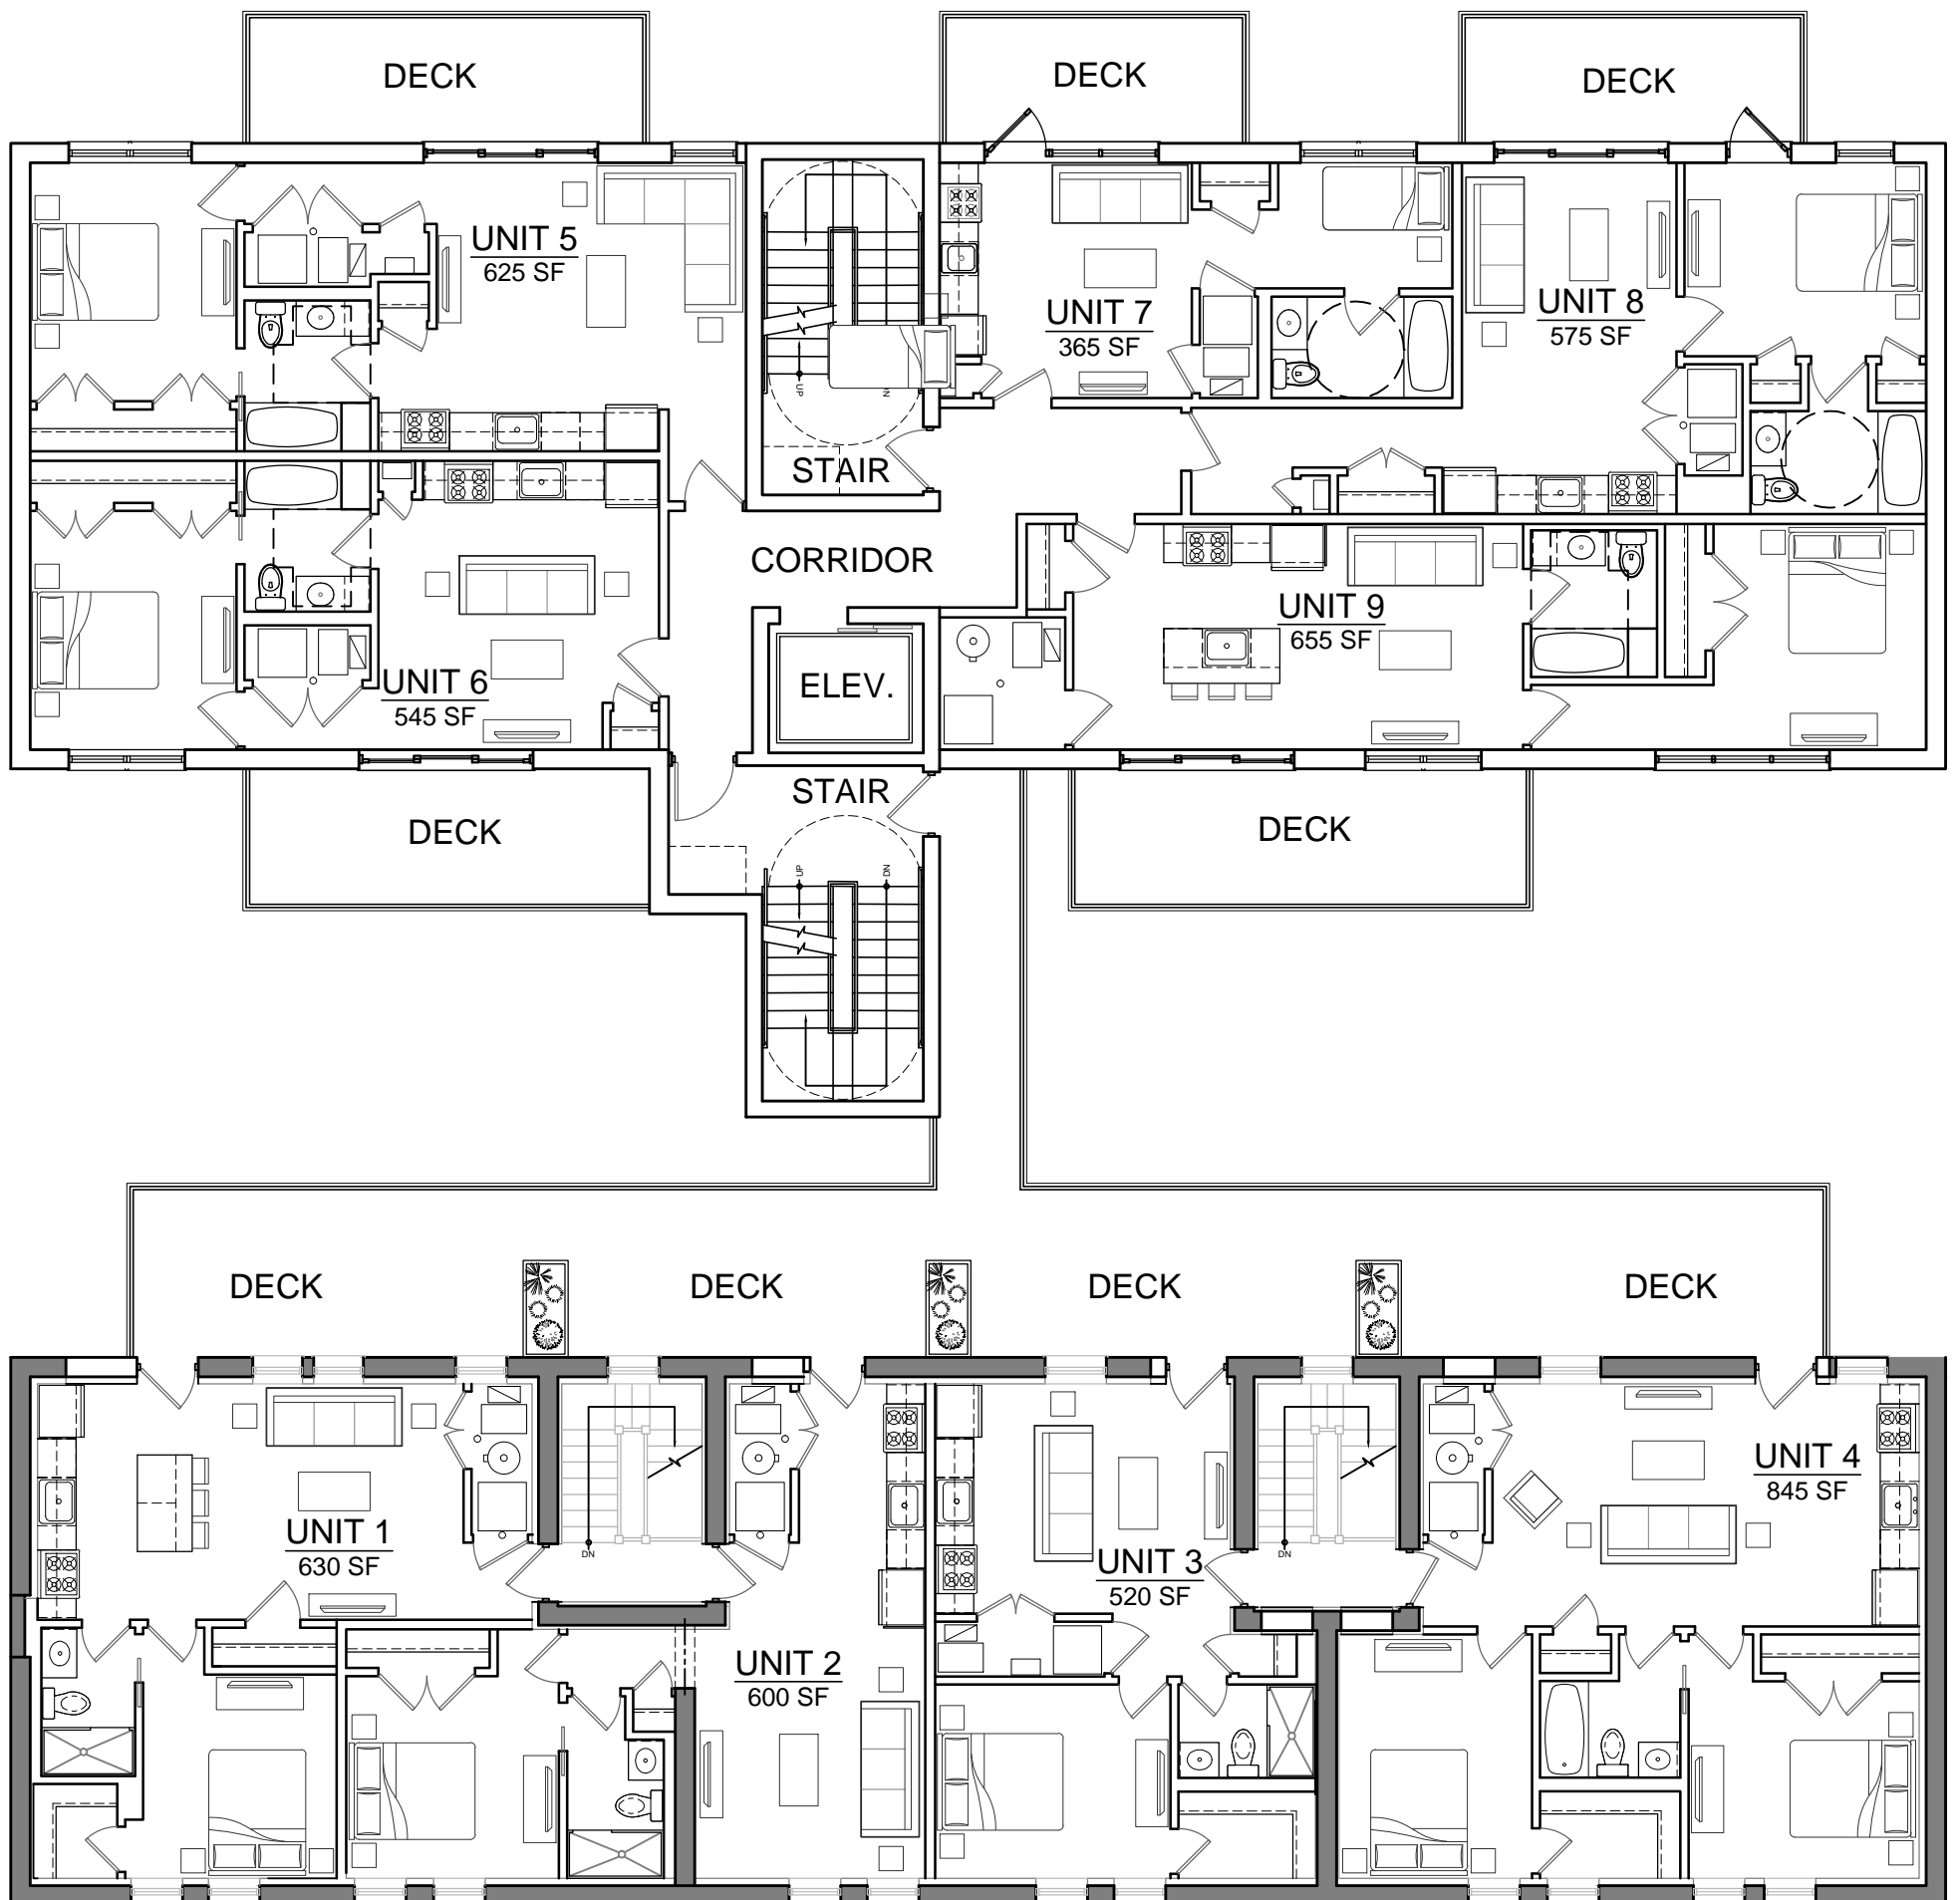 DECK
DECK
DECK
UNIT 5
625 SF
UNIT 7
365 SF
UNIT 8
575 SF
UP
DN
STAIR
CORRIDOR
UNIT 9
655 SF
UNIT 6
545 SF
ELEV.
STAIR
DECK
DECK
UP
DN
DECK
DECK
DECK
DECK
UNIT 1
630 SF
DN
UNIT 2
600 SF
UNIT 3
520 SF
DN
UNIT 4
845 SF